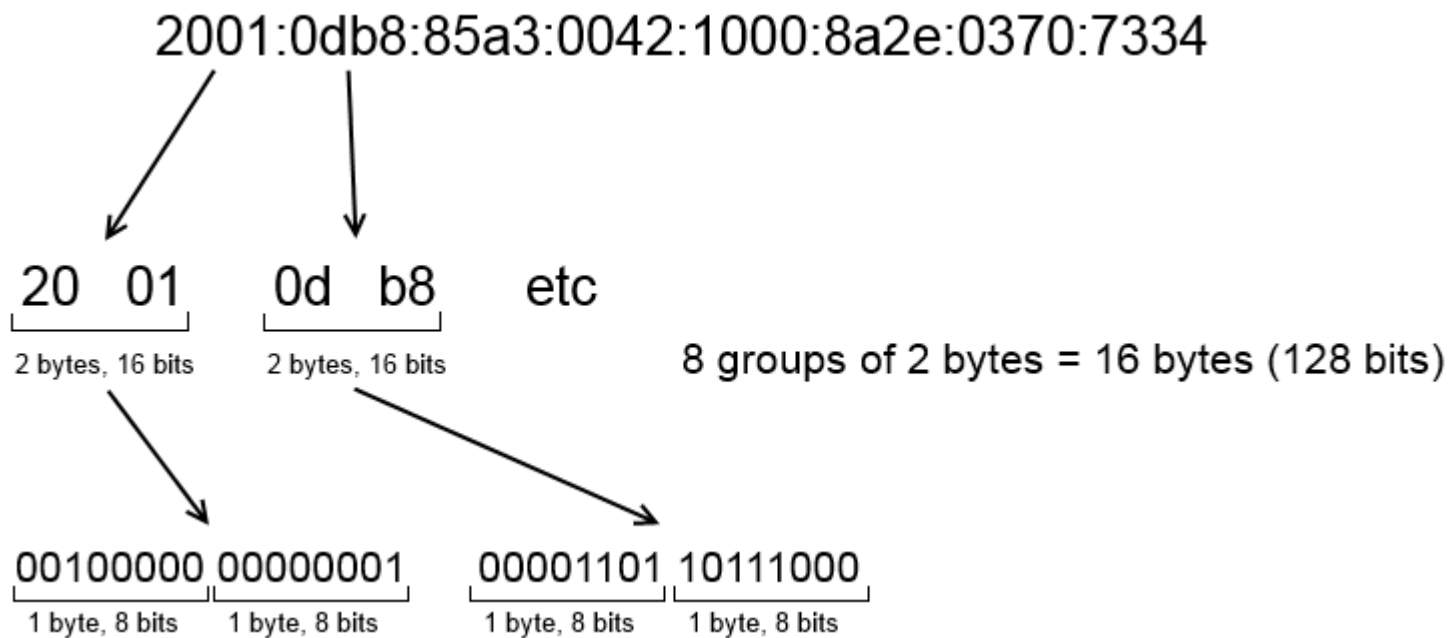 2001:0db8:85a3:0042:1000:8a2e:0370:7334
20 01 0d b8 etc
2 bytes, 16 bits 2 bytes, 16 bits
8 groups of 2 bytes = 16 bytes (128 bits)
00100000 00000001 00001101 10111000
1 byte, 8 bits 1 byte, 8 bits 1 byte, 8 bits 1 byte, 8 bits